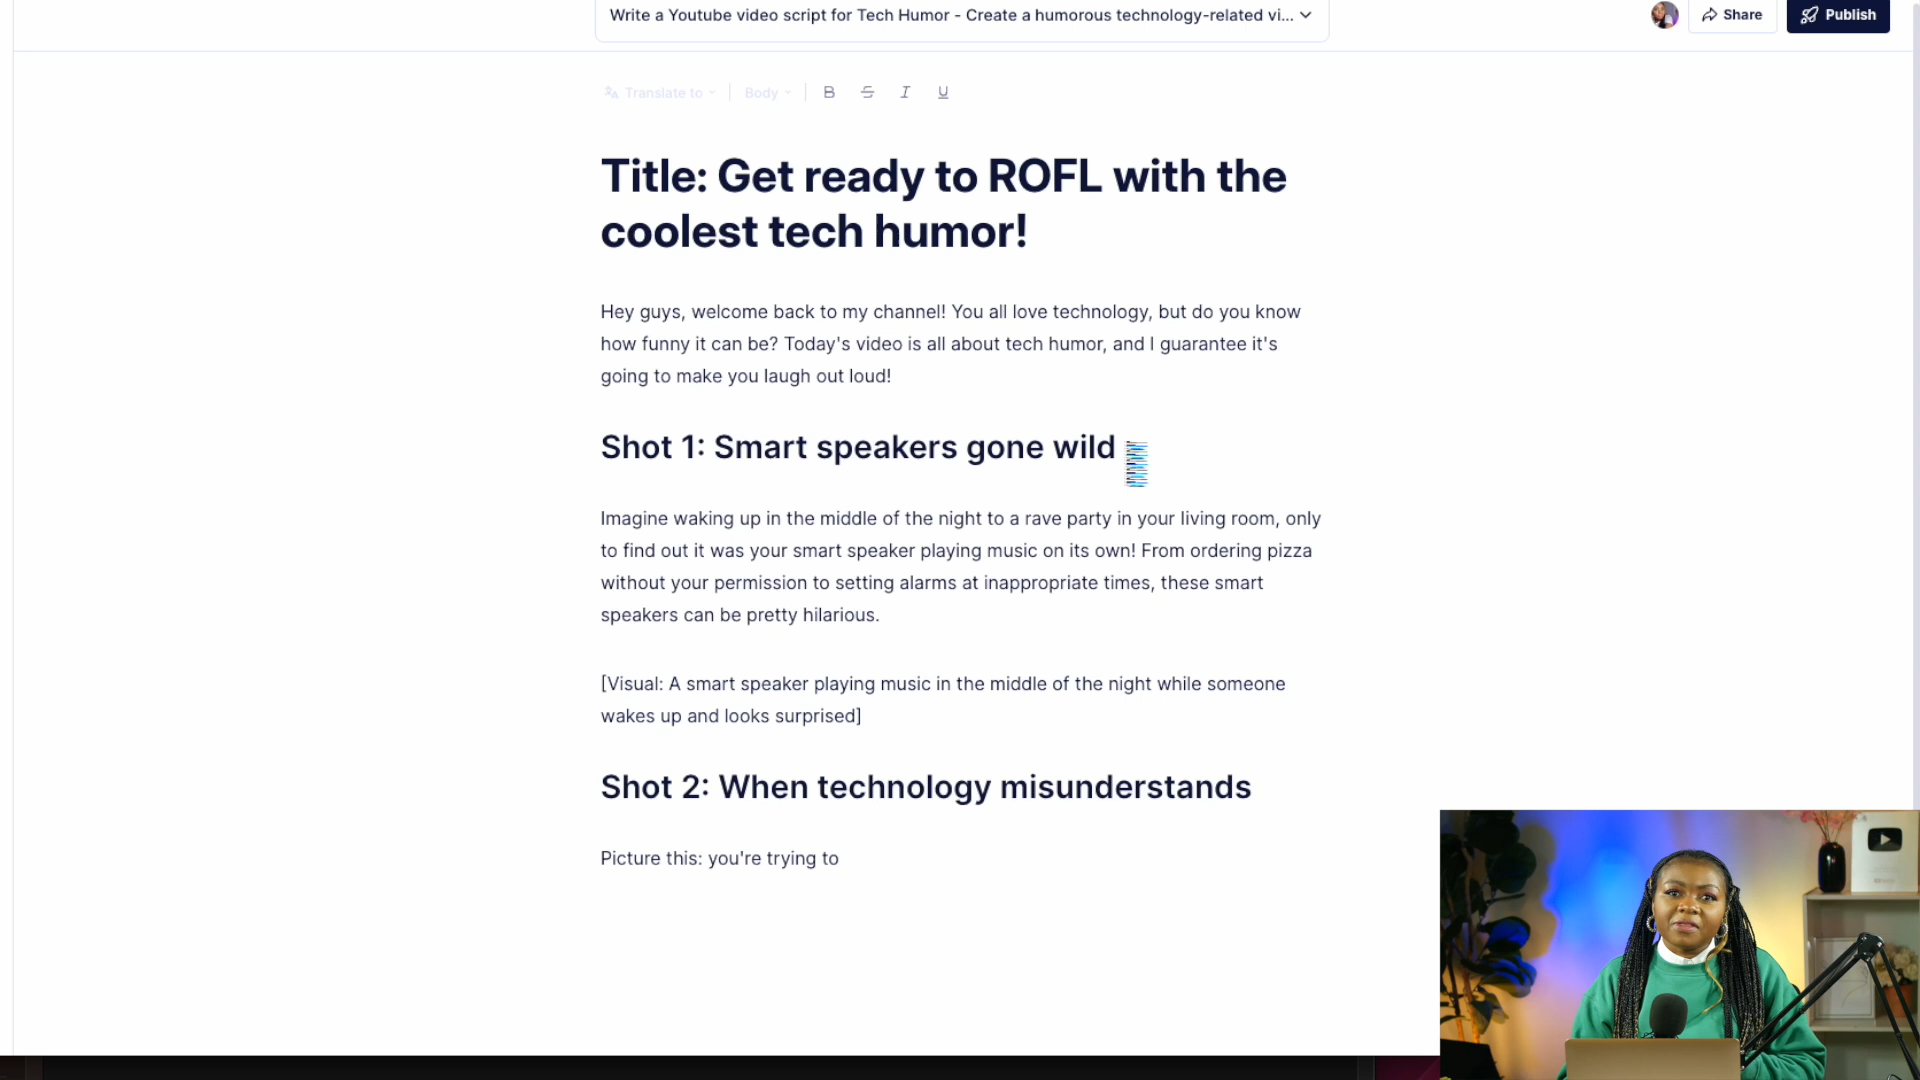 Write a Youtube video script for Tech Humor - Create a humorous technology-related vi...
Share
Publish
Translate to
Body
B
S
I
U
Title: Get ready to ROFL with the
coolest tech humor!
Hey guys, welcome back to my channel! You all love technology, but do you know
how funny it can be? Today's video is all about tech humor, and I guarantee it's
going to make you laugh out loud!
Shot 1: Smart speakers gone wild
Imagine waking up in the middle of the night to a rave party in your living room, only
to find out it was your smart speaker playing music on its own! From ordering pizza
without your permission to setting alarms at inappropriate times, these smart
speakers can be pretty hilarious.
[Visual: A smart speaker playing music in the middle of the night while someone
wakes up and looks surprised]
Shot 2: When technology misunderstands
Picture this: you're trying to